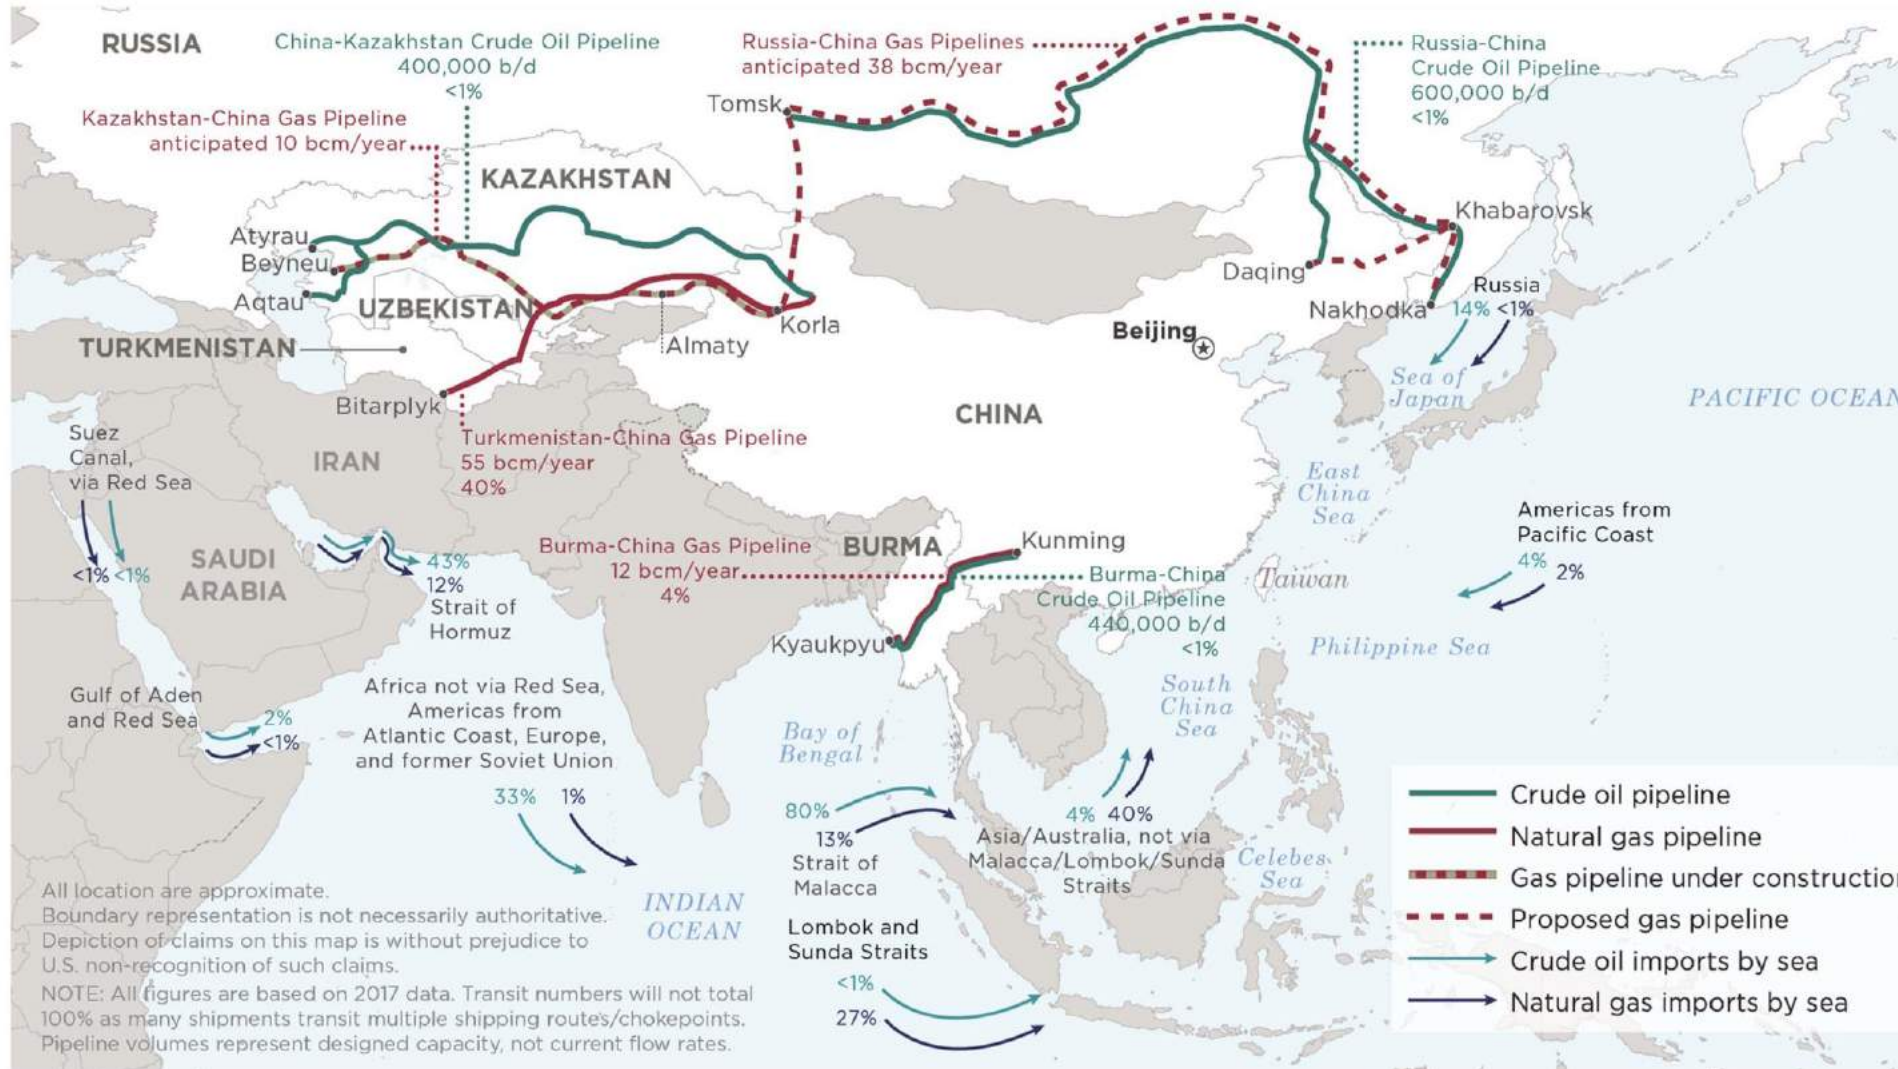 RUSSIA
China-Kazakhstan Crude Oil Pipeline
400,000 b/d
<1%
Russia-China Gas Pipelines
anticipated 38 bcm/year
Russia-China
Crude Oil Pipeline
600,000 b/d
<1%
Kazakhstan-China Gas Pipeline
anticipated 10 bcm/year
Tomsk
KAZAKHSTAN
Khabarovsk
Atyrau
Beyneu
Aqtau
Daqing
Nakhodka
Russia
14% <1%
UZBEKISTAN
Korla
Almaty
Beijing
TURKMENISTAN
Bitarplyk
Sea of
Japan
PACIFIC OCEAN
CHINA
Suez
Canal,
via Red Sea
<1% <1%
IRAN
Turkmenistan-China Gas Pipeline
55 bcm/year
40%
East
China
Sea
Americas from
Pacific Coast
4%
2%
SAUDI
ARABIA
43%
12%
Strait of
Hormuz
Burma-China Gas Pipeline
12 bcm/year
4%
BURMA
Kunming
Burma-China
Crude Oil Pipeline
440,000 b/d
<1%
Taiwan
Kyaukpyu
Philippine Sea
Gulf of Aden
and Red Sea
2%
<1%
Africa not via Red Sea,
Americas from
Atlantic Coast, Europe,
and former Soviet Union
33% 1%
Bay of
Bengal
South
China
Sea
80%
13%
Strait of
Malacca
4% 40%
Asia/Australia, not via
Malacca/Lombok/Sunda
Straits
Celebes
Sea
INDIAN
OCEAN
Lombok and
Sunda Straits
<1%
27%
All location are approximate.
Boundary representation is not necessarily authoritative.
Depiction of claims on this map is without prejudice to
U.S. non-recognition of such claims.
NOTE: All figures are based on 2017 data. Transit numbers will not total
100% as many shipments transit multiple shipping routes/chokepoints.
Pipeline volumes represent designed capacity, not current flow rates.
Crude oil pipeline
Natural gas pipeline
Gas pipeline under construction
Proposed gas pipeline
Crude oil imports by sea
Natural gas imports by sea